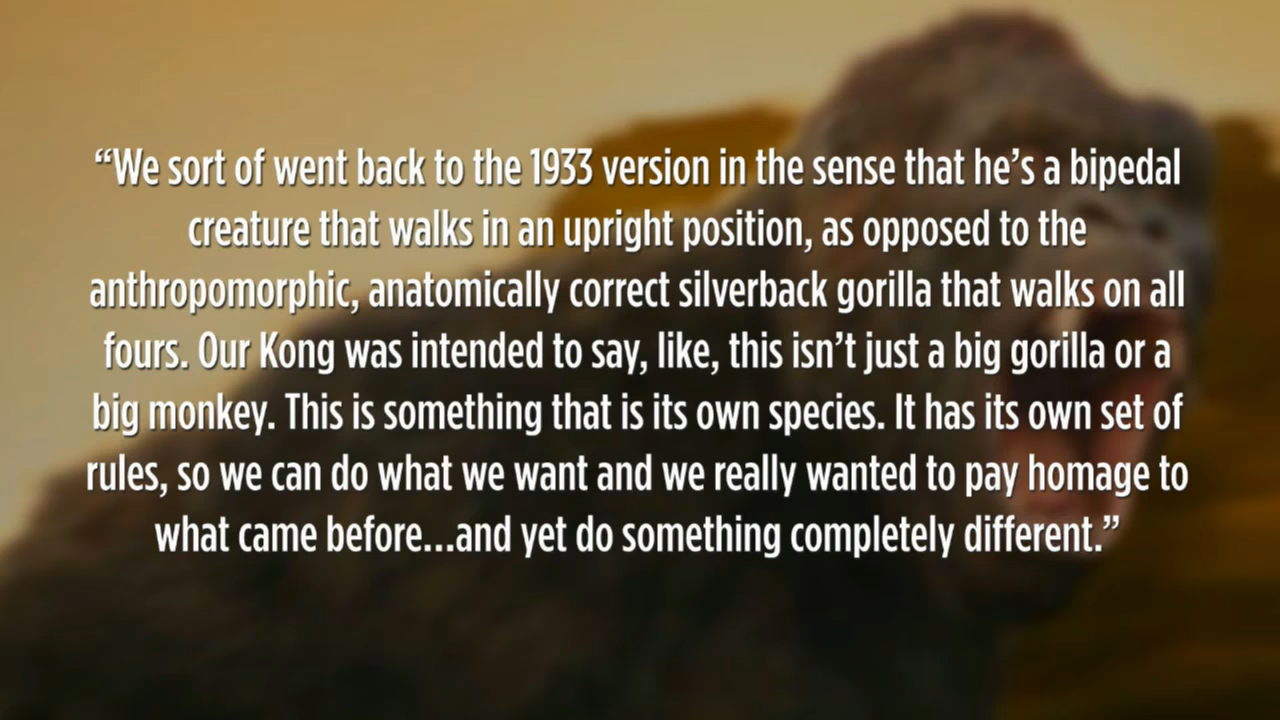 “We sort of went back to the 1933 version in the sense that he’s a bipedal
creature that walks in an upright position, as opposed to the
anthropomorphic, anatomically correct silverback gorilla that walks on all
fours. Our Kong was intended to say, like, this isn’t just a big gorilla or a
big monkey. This is something that is its own species. It has its own set of
rules, so we can do what we want and we really wanted to pay homage to
what came before...and yet do something completely different.”